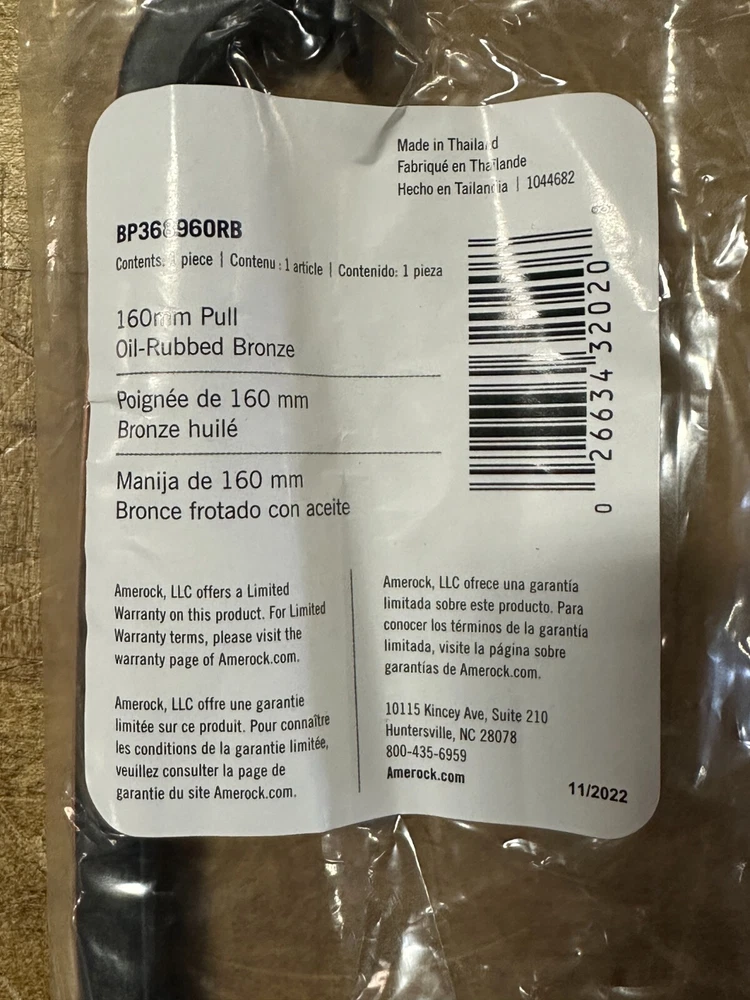 Made in Thailand
Fabriqué en Thaïlande
Hecho en Tailandia | 1044682
Contents: piece | Contenu : 1 article | Contenido: 1 pieza
160mm Pull
Oil-Rubbed Bronze
Poignée de 160 mm
Bronze huilé
Manija de 160 mm
Bronce frotado con aceite
0 26634 32020
Amerock, LLC offers a Limited
Warranty on this product. For Limited
Warranty terms, please visit the
warranty page of Amerock.com.
Amerock, LLC offre une garantie
limitée sur ce produit. Pour connaître
les conditions de la garantie limitée,
veuillez consulter la page de
garantie du site Amerock.com.
Amerock, LLC ofrece una garantía
limitada sobre este producto. Para
conocer los términos de la garantía
limitada, visite la página sobre
garantías de Amerock.com.
10115 Kincey Ave, Suite 210
Huntersville, NC 28078
800-435-6959
Amerock.com
11/2022